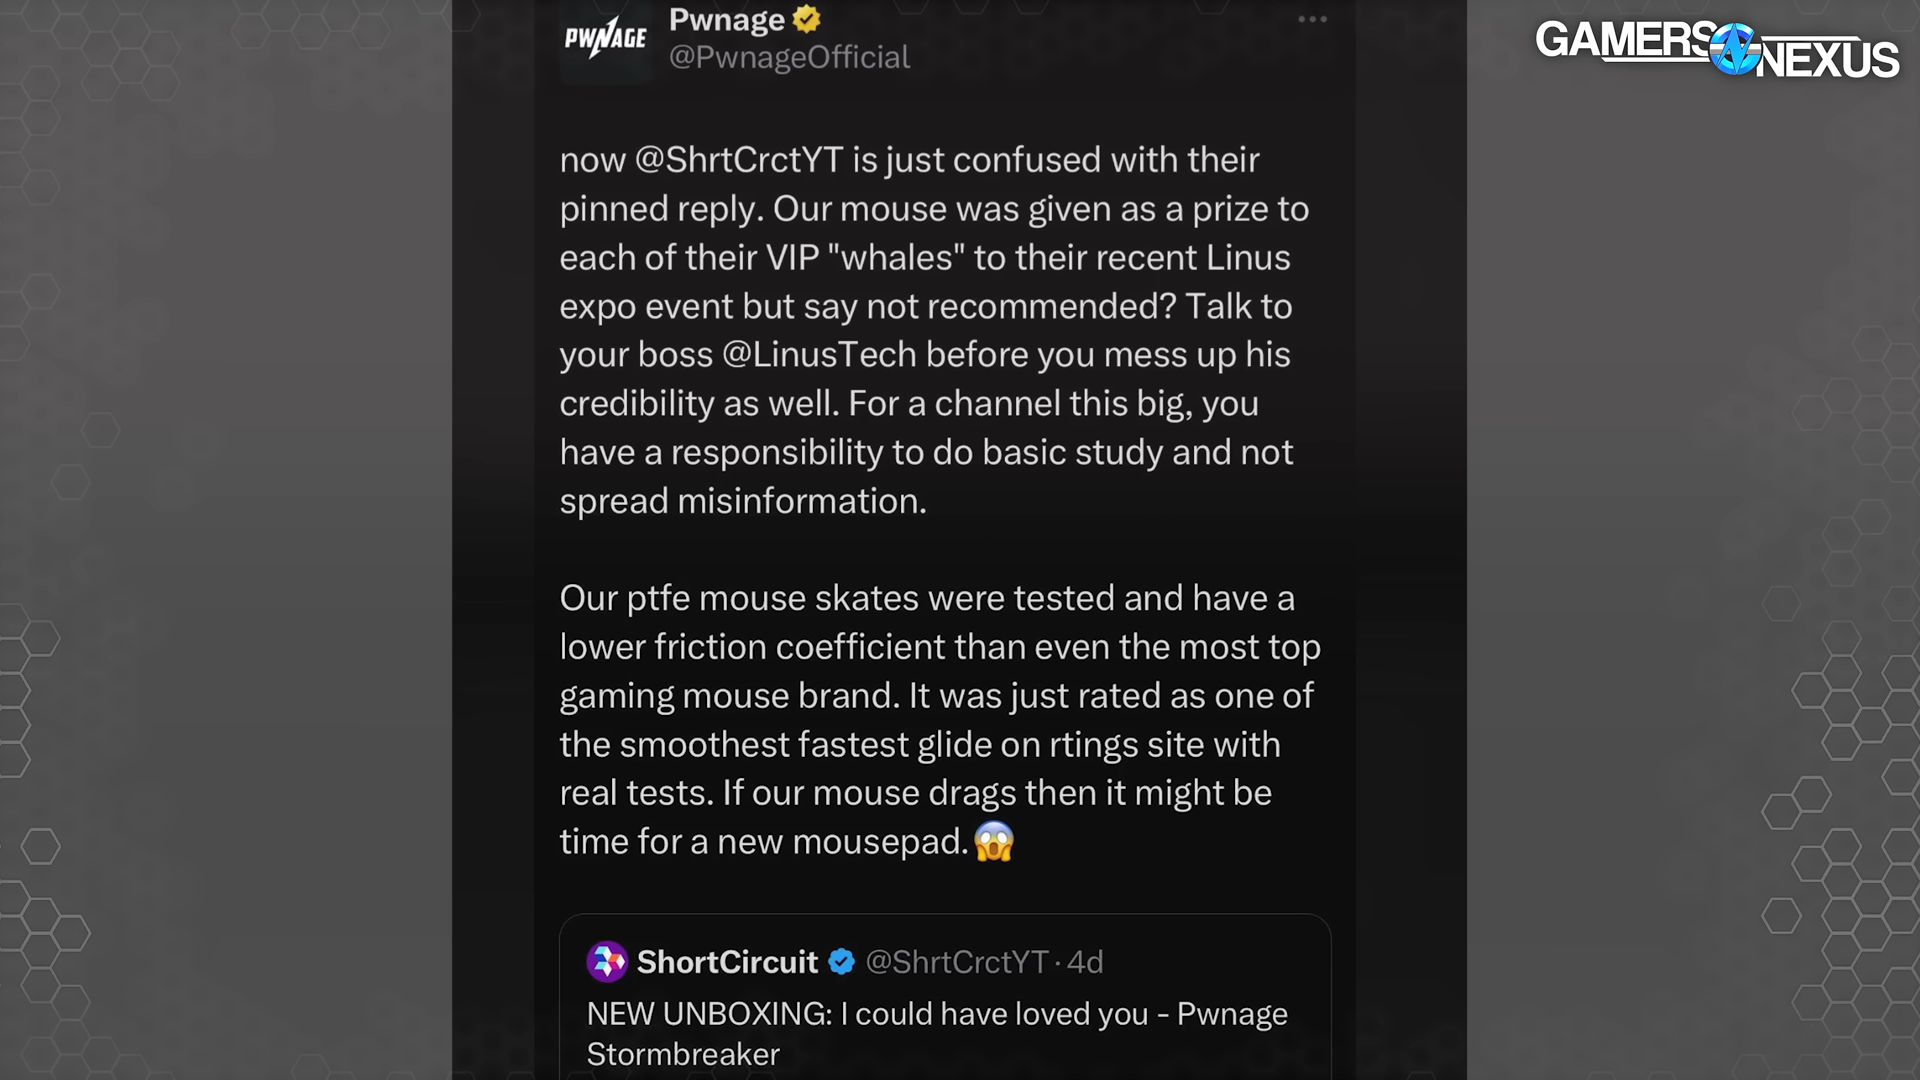 GAMERS NEXUS
PWNAGE
Pwnage
@PwnageOfficial
now @ShrtCrctYT is just confused with their
pinned reply. Our mouse was given as a prize to
each of their VIP "whales" to their recent Linus
expo event but say not recommended? Talk to
your boss @LinusTech before you mess up his
credibility as well. For a channel this big, you
have a responsibility to do basic study and not
spread misinformation.
Our ptfe mouse skates were tested and have a
lower friction coefficient than even the most top
gaming mouse brand. It was just rated as one of
the smoothest fastest glide on rtings site with
real tests. If our mouse drags then it might be
time for a new mousepad.😱
ShortCircuit @ShrtCrctYT · 4d
NEW UNBOXING: I could have loved you - Pwnage
Stormbreaker